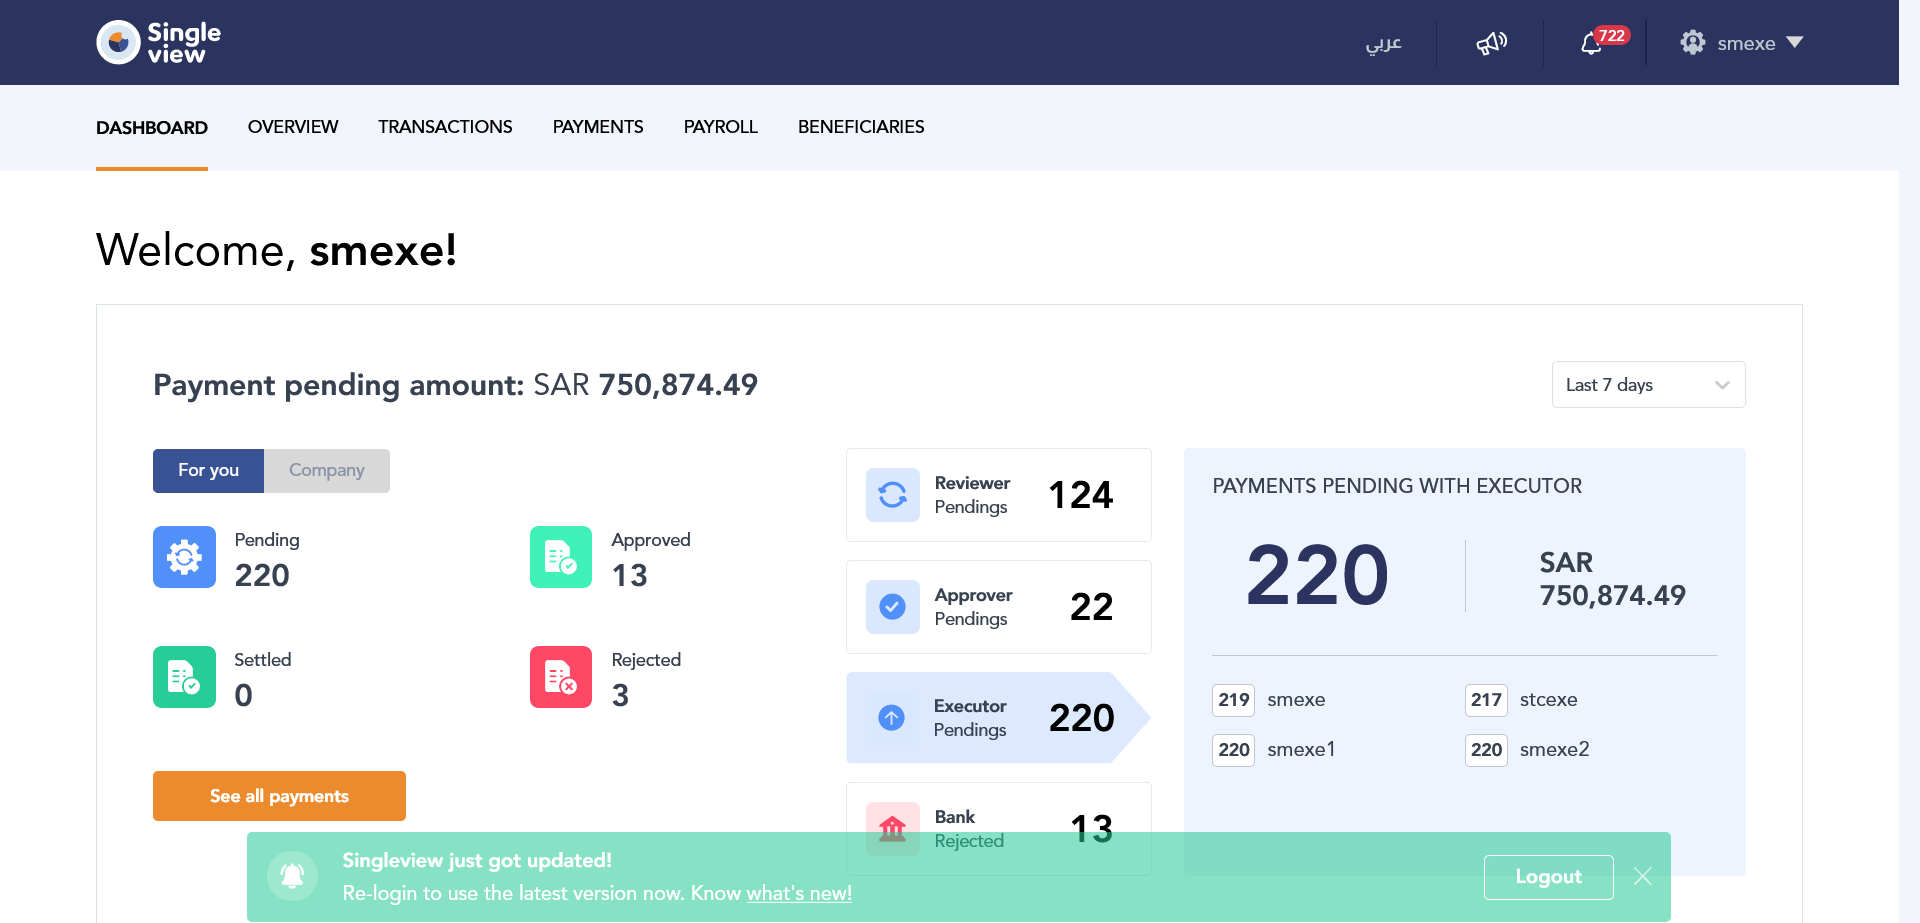 Single
view
عربي
722
smexe
DASHBOARD
OVERVIEW
TRANSACTIONS
PAYMENTS
PAYROLL
BENEFICIARIES
Welcome, smexe!
Payment pending amount: SAR 750,874.49
Last 7 days
For you
Company
Pending
220
Approved
13
Settled
0
Rejected
3
See all payments
Reviewer
Pendings
124
Approver
Pendings
22
Executor
Pendings
220
Bank
Rejected
13
PAYMENTS PENDING WITH EXECUTOR
220
SAR
750,874.49
219 smexe
217 stcexe
220 smexe1
220 smexe2
Singleview just got updated!
Re-login to use the latest version now. Know what's new!
Logout